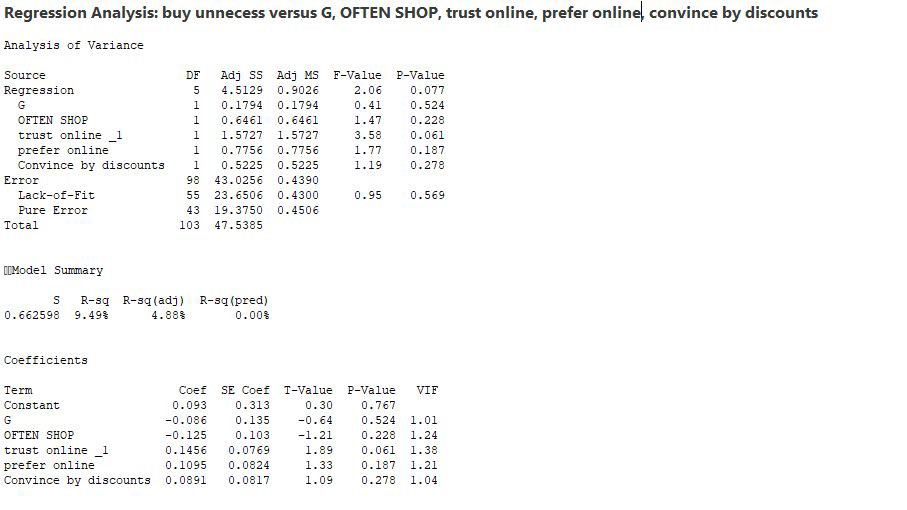 Regression Analysis: buy unnecess versus G, OFTEN SHOP, trust online, prefer online, convince by discounts
Analysis of Variance
Source DF Adj SS Adj MS F-Value P-Value
Regression 5 4.5129 0.9026 2.06 0.077
G 1 0.1794 0.1794 0.41 0.524
OFTEN SHOP 1 0.6461 0.6461 1.47 0.228
trust online _1 1 1.5727 1.5727 3.58 0.061
prefer online 1 0.7756 0.7756 1.77 0.187
Convince by discounts 1 0.5225 0.5225 1.19 0.278
Error 98 43.0256 0.4390
Lack-of-Fit 55 23.6506 0.4300 0.95 0.569
Pure Error 43 19.3750 0.4506
Total 103 47.5385
Model Summary
S R-sq R-sq(adj) R-sq(pred)
0.662598 9.49% 4.88% 0.00%
Coefficients
Term Coef SE Coef T-Value P-Value VIF
Constant 0.093 0.313 0.30 0.767
G -0.086 0.135 -0.64 0.524 1.01
OFTEN SHOP -0.125 0.103 -1.21 0.228 1.24
trust online _1 0.1456 0.0769 1.89 0.061 1.38
prefer online 0.1095 0.0824 1.33 0.187 1.21
Convince by discounts 0.0891 0.0817 1.09 0.278 1.04